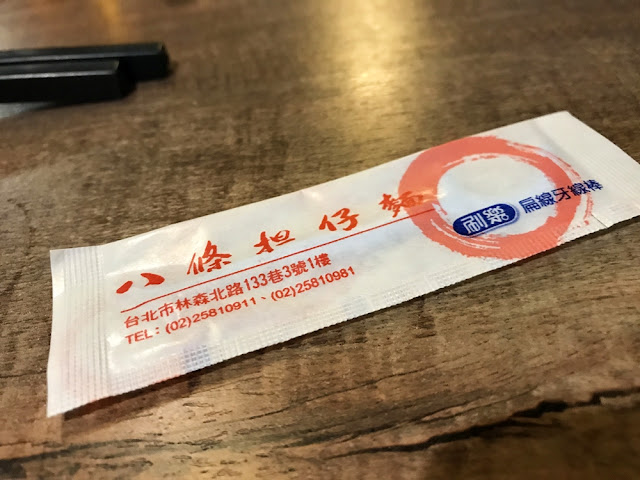 八條担仔麵
台北市林森北路133巷3號1樓
TEL：(02)25810911、(02)25810981
刷樂 扁線牙線棒